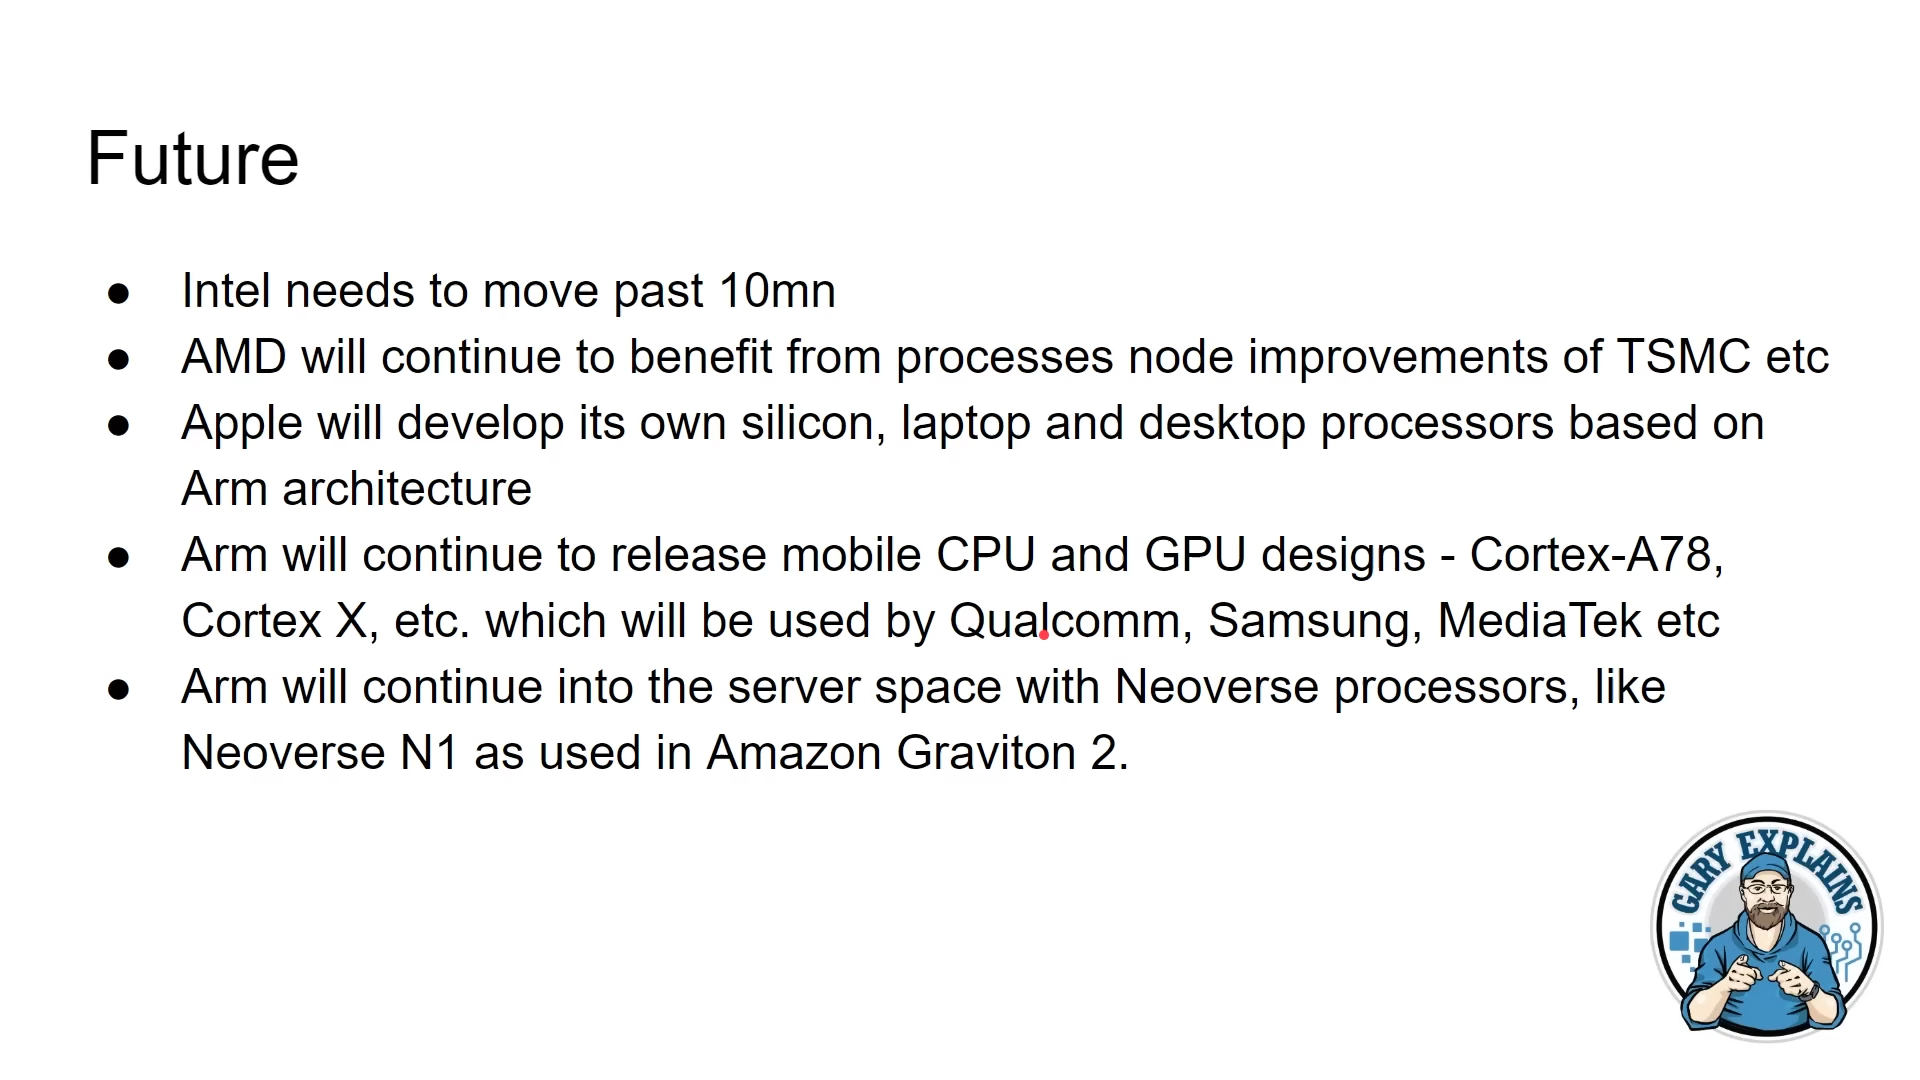 Future
● Intel needs to move past 10mn
● AMD will continue to benefit from processes node improvements of TSMC etc
● Apple will develop its own silicon, laptop and desktop processors based on
Arm architecture
● Arm will continue to release mobile CPU and GPU designs - Cortex-A78,
Cortex X, etc. which will be used by Qualcomm, Samsung, MediaTek etc
● Arm will continue into the server space with Neoverse processors, like
Neoverse N1 as used in Amazon Graviton 2.
GARY EXPLAINS